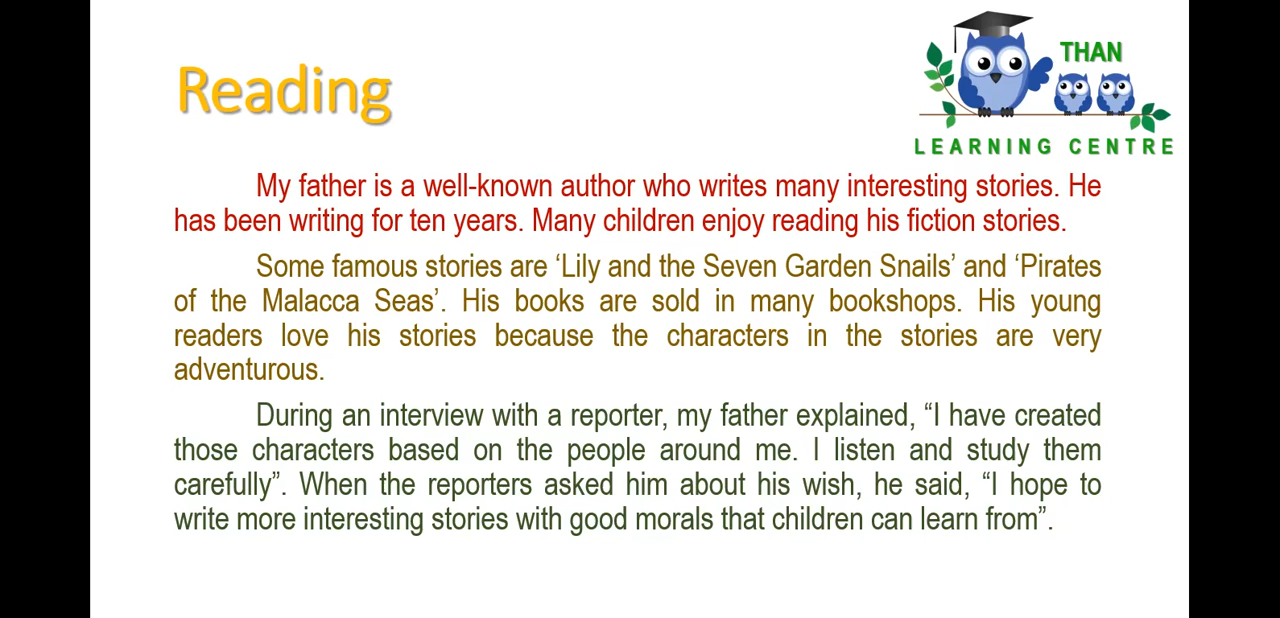 Reading
THAN
LEARNING CENTRE
My father is a well-known author who writes many interesting stories. He
has been writing for ten years. Many children enjoy reading his fiction stories.
Some famous stories are ‘Lily and the Seven Garden Snails’ and ‘Pirates
of the Malacca Seas’. His books are sold in many bookshops. His young
readers love his stories because the characters in the stories are very
adventurous.
During an interview with a reporter, my father explained, “I have created
those characters based on the people around me. I listen and study them
carefully”. When the reporters asked him about his wish, he said, “I hope to
write more interesting stories with good morals that children can learn from”.